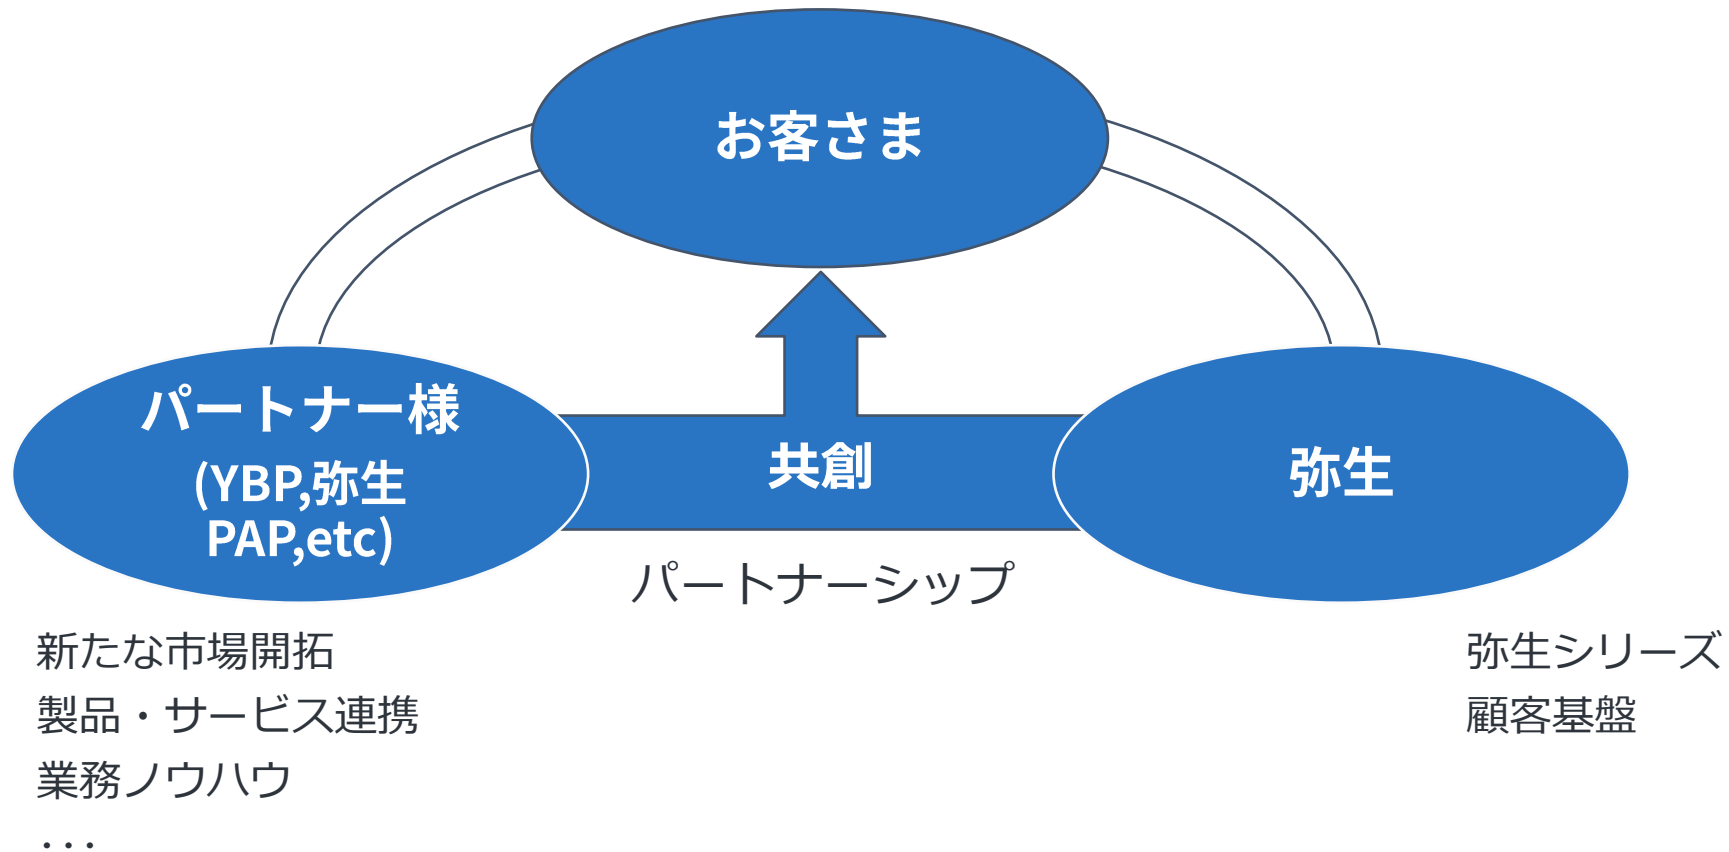 お客さま
パートナー様
(YBP,弥生
PAP,etc)
共創
弥生
パートナーシップ
新たな市場開拓
製品・サービス連携
業務ノウハウ
･･･
弥生シリーズ
顧客基盤